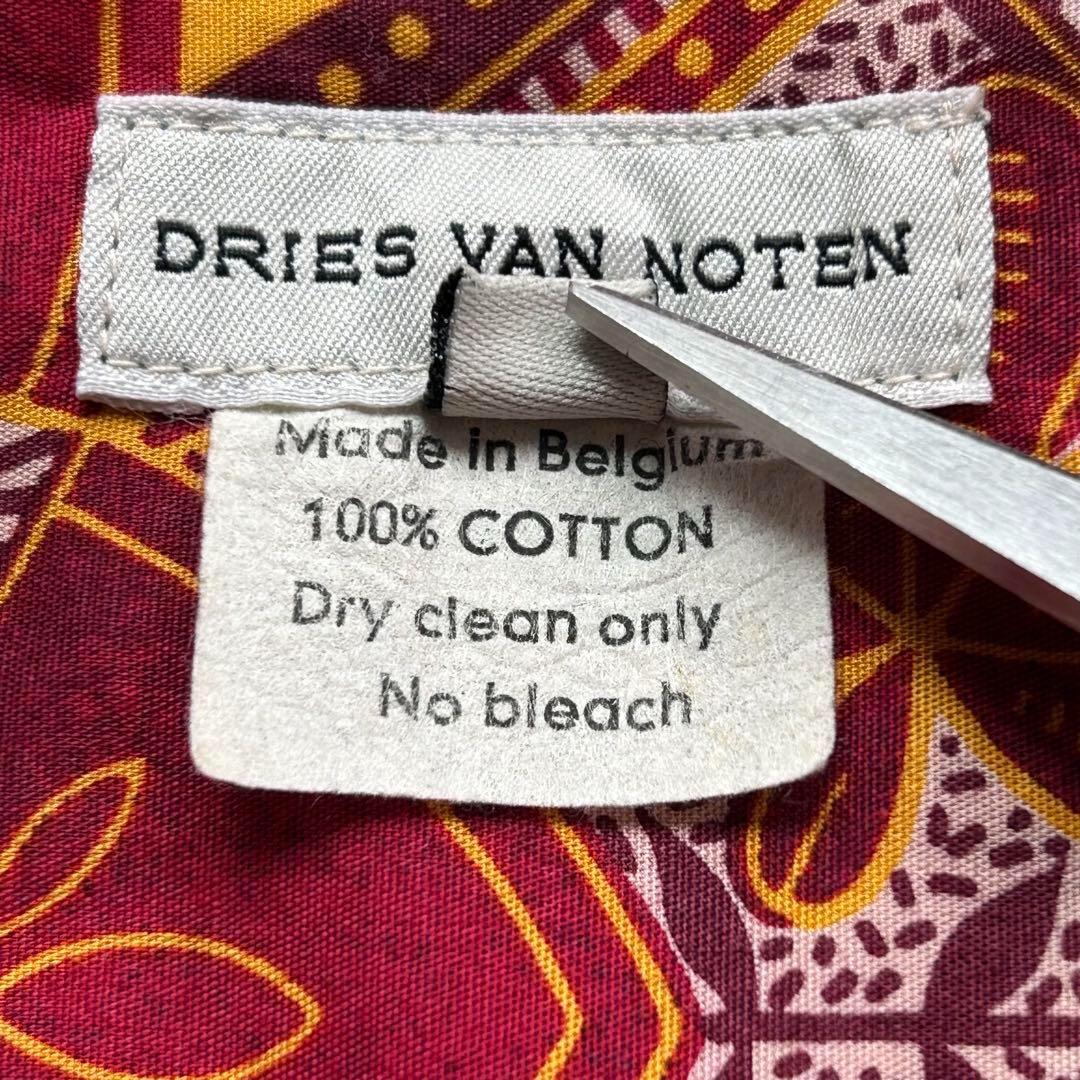 DRIES VAN NOTEN
Made in Belgium
100% COTTON
Dry clean only
No bleach